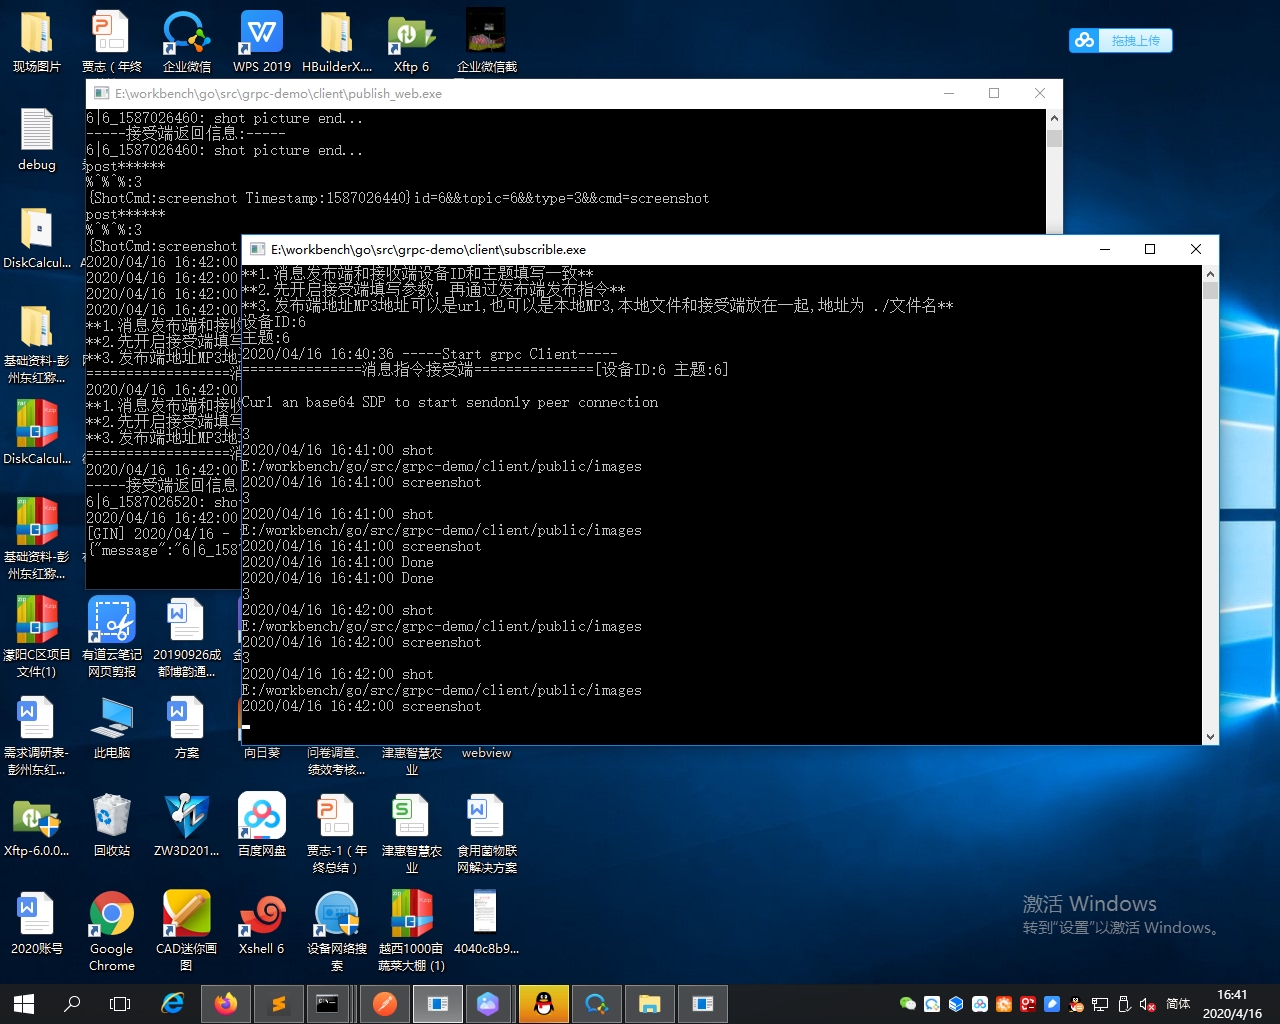 现场图片
贾志（年终
企业微信
WPS 2019
HBuilderX....
Xftp 6
企业微信截
拖拽上传
debug
DiskCalcul...
基础资料-彭
州东红猕...
DiskCalcul...
基础资料-彭
州东红猕...
濛阳C区项目
文件(1)
有道云笔记
网页剪报
20190926成
都博韵通...
需求调研表-
彭州东红...
此电脑
方案
向日葵
问卷调查、
绩效考核...
津惠智慧农
业
webview
Xftp-6.0.0...
回收站
ZW3D201...
百度网盘
贾志-1（年
终总结）
津惠智慧农
业
食用菌物联
网解决方案
2020账号
Google
Chrome
CAD迷你画
图
Xshell 6
设备网络搜
索
越西1000亩
蔬菜大棚 (1)
4040c8b9...
E:\workbench\go\src\grpc-demo\client\publish_web.exe
6|6_1587026460: shot picture end...
-----接受端返回信息:-----
6|6_1587026460: shot picture end...
post******
%^%^%:3
{ShotCmd:screenshot Timestamp:1587026440}id=6&&topic=6&&type=3&&cmd=screenshot
post******
%^%^%:3
{ShotCmd:screenshot
2020/04/16 16:42:00
2020/04/16 16:42:00
2020/04/16 16:42:00
2020/04/16 16:42:00
**1.消息发布端和接收
**2.先开启接受端填写
**3.发布端地址MP3地
==================消
2020/04/16 16:42:00
**1.消息发布端和接收
**2.先开启接受端填写
**3.发布端地址MP3地
==================消
2020/04/16 16:42:00
-----接受端返回信息
6|6_1587026520: sho
2020/04/16 16:42:00
[GIN] 2020/04/16 -
{"message":"6|6_158
E:\workbench\go\src\grpc-demo\client\subscrible.exe
**1.消息发布端和接收端设备ID和主题填写一致**
**2.先开启接受端填写参数, 再通过发布端发布指令**
**3.发布端地址MP3地址可以是url,也可以是本地MP3,本地文件和接受端放在一起,地址为 ./文件名**
设备ID:6
主题:6
2020/04/16 16:40:36 -----Start grpc Client-----
===============消息指令接受端===============[设备ID:6 主题:6]
Curl an base64 SDP to start sendonly peer connection
3
2020/04/16 16:41:00 shot
E:/workbench/go/src/grpc-demo/client/public/images
2020/04/16 16:41:00 screenshot
3
2020/04/16 16:41:00 shot
E:/workbench/go/src/grpc-demo/client/public/images
2020/04/16 16:41:00 screenshot
2020/04/16 16:41:00 Done
2020/04/16 16:41:00 Done
3
2020/04/16 16:42:00 shot
E:/workbench/go/src/grpc-demo/client/public/images
2020/04/16 16:42:00 screenshot
3
2020/04/16 16:42:00 shot
E:/workbench/go/src/grpc-demo/client/public/images
2020/04/16 16:42:00 screenshot
激活 Windows
转到“设置”以激活 Windows。
简体
16:41
2020/4/16